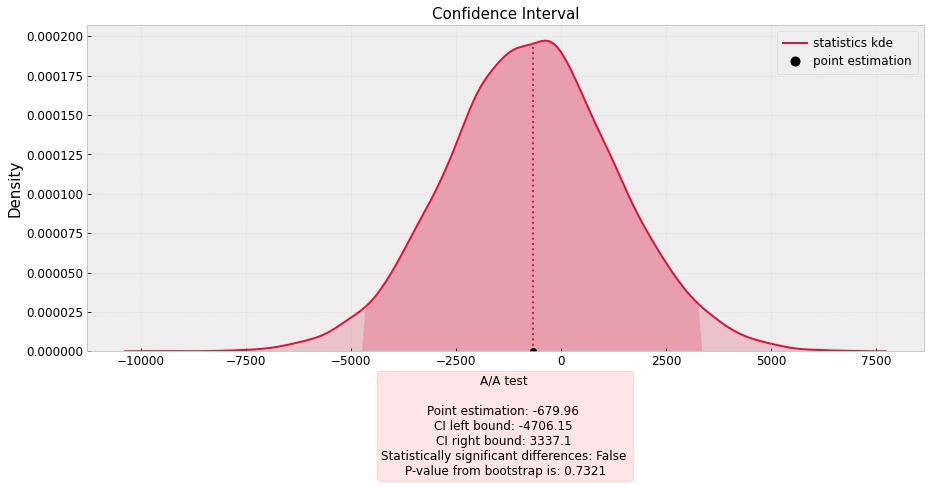 Confidence Interval
statistics kde
point estimation
Density
0.000200
0.000175
0.000150
0.000125
0.000100
0.000075
0.000050
0.000025
0.000000
−10000 −7500 −5000 −2500 0 2500 5000 7500
A/A test
Point estimation: -679.96
CI left bound: -4706.15
CI right bound: 3337.1
Statistically significant differences: False
P-value from bootstrap is: 0.7321